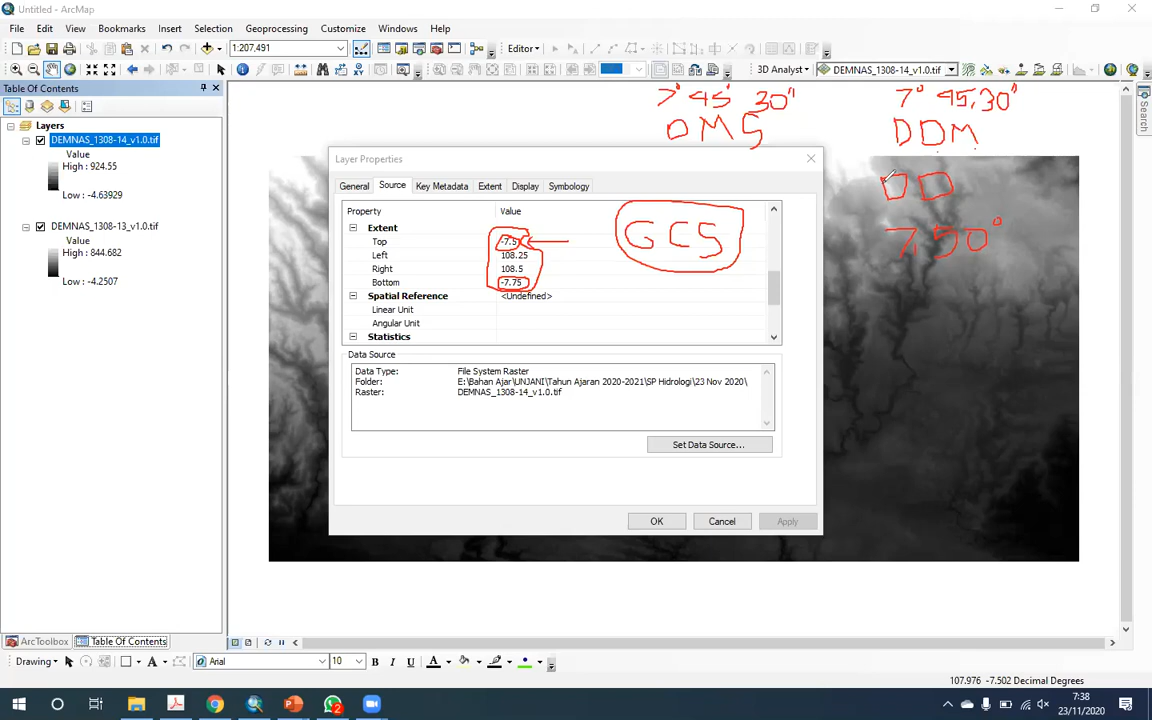 Untitled - ArcMap
File Edit View Bookmarks Insert Selection Geoprocessing Customize Windows Help
1:207,491 Editor
3D Analyst DEMNAS_1308-14_v1.0.tif
Table Of Contents
7° 45' 30" 7° 45,30"
DMS DDM
Layers
DEMNAS_1308-14_v1.0.tif
Value
High : 924.55
Low : -4.63929
DEMNAS_1308-13_v1.0.tif
Value
High : 844.682
Low : -4.2507
Layer Properties
General Source Key Metadata Extent Display Symbology
Property Value
Extent
Top -7.5
Left 108.25
Right 108.5
Bottom -7.75
Spatial Reference <Undefined>
Linear Unit
Angular Unit
Statistics
GCS
DD
7,50°
Data Source
Data Type: File System Raster
Folder: E:\Bahan Ajar\UNJANI\Tahun Ajaran 2020-2021\SP Hidrologi\23 Nov 2020\
Raster: DEMNAS_1308-14_v1.0.tif
Set Data Source...
OK Cancel Apply
Search
ArcToolbox Table Of Contents
Drawing Arial 10 B I U A
107.976 -7.502 Decimal Degrees
2
7:38
23/11/2020